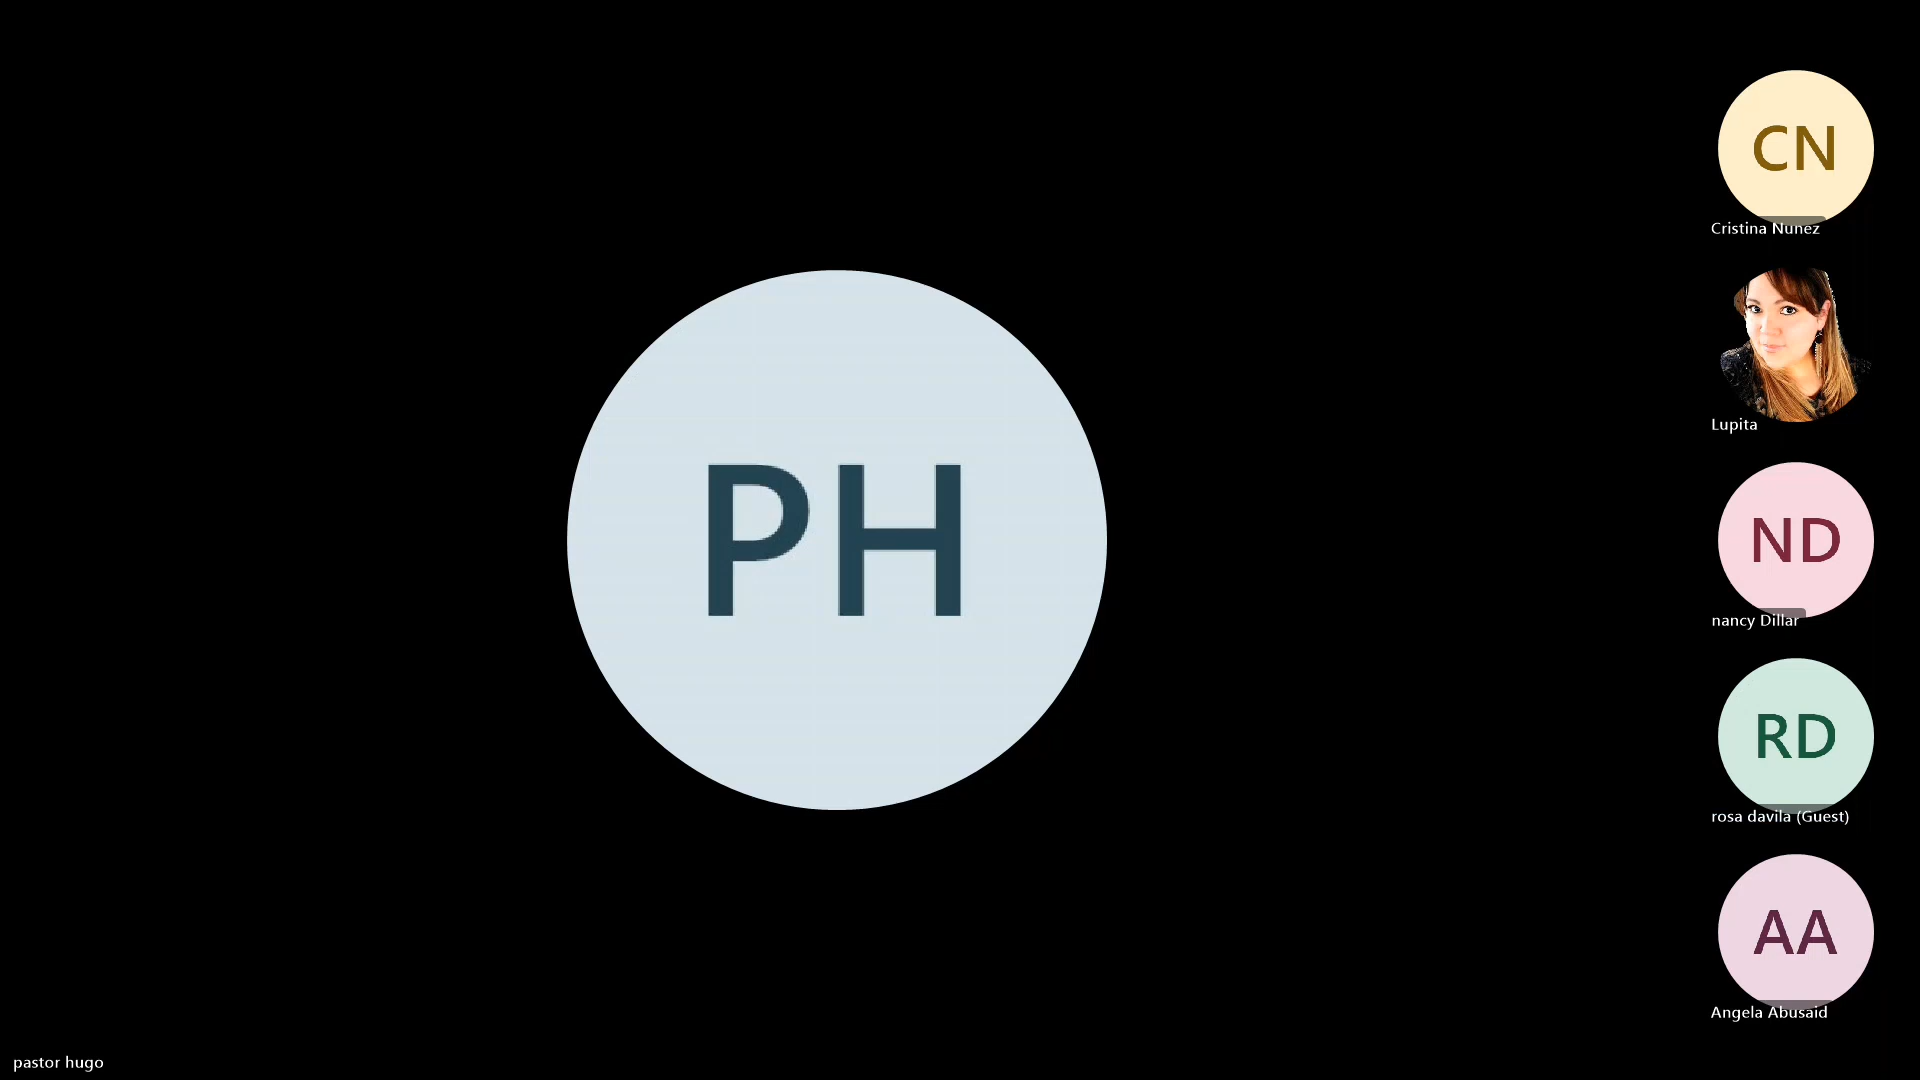 PH
pastor hugo
CN
Cristina Nunez
Lupita
ND
nancy Dillar
RD
rosa davila (Guest)
AA
Angela Abusaid